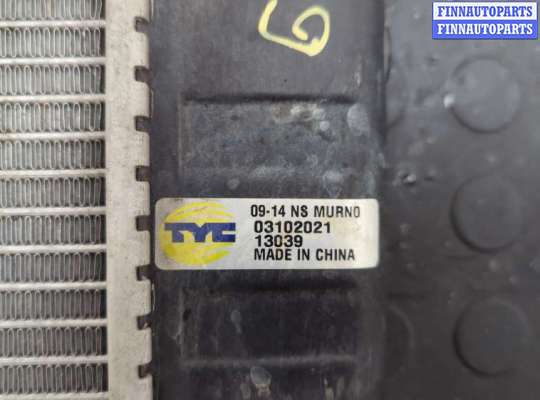 FINNAUTOPARTS
FINNAUTOPARTS
TYC
09-14 NS MURNO
03102021
13039
MADE IN CHINA